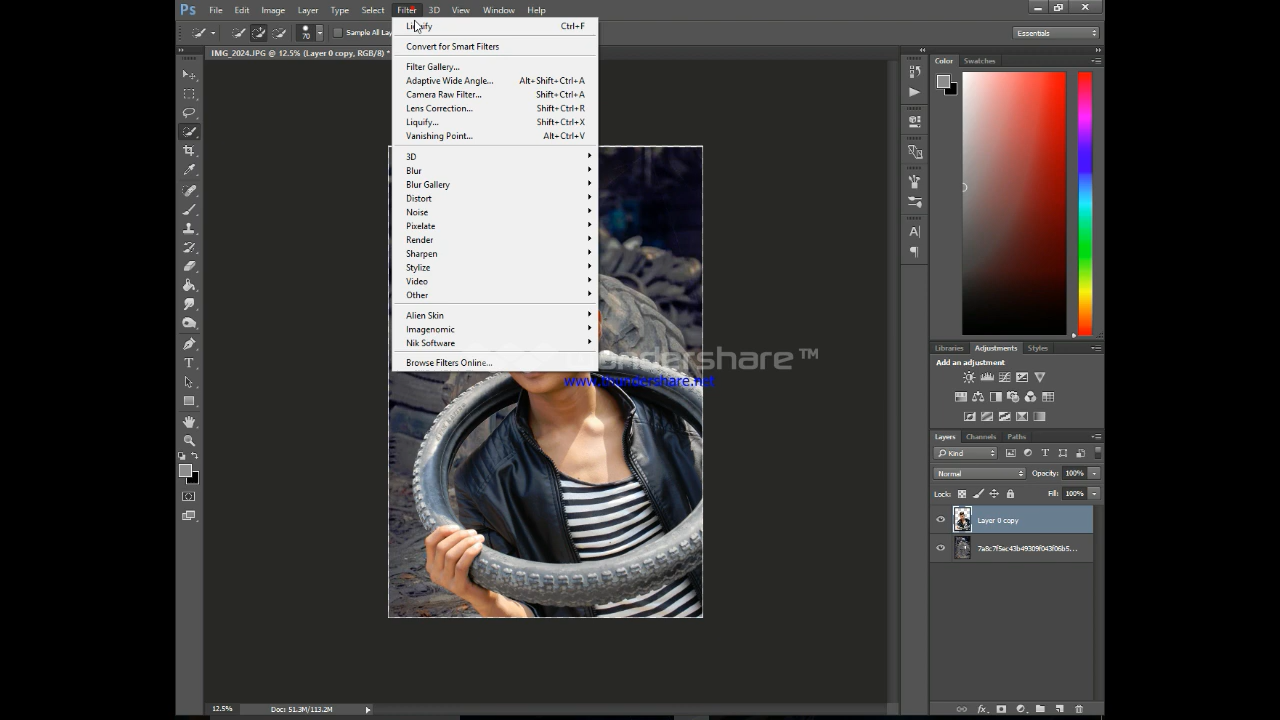 Ps File Edit Image Layer Type Select Filter 3D View Window Help
70 Sample All Lay Essentials
IMG_2024.JPG @ 12.5% (Layer 0 copy, RGB/8) *
Liquify Ctrl+F
Convert for Smart Filters
Filter Gallery...
Adaptive Wide Angle... Alt+Shift+Ctrl+A
Camera Raw Filter... Shift+Ctrl+A
Lens Correction... Shift+Ctrl+R
Liquify... Shift+Ctrl+X
Vanishing Point... Alt+Ctrl+V
3D
Blur
Blur Gallery
Distort
Noise
Pixelate
Render
Sharpen
Stylize
Video
Other
Alien Skin
Imagenomic
Nik Software
Browse Filters Online...
ndershare™
www.thundershare.net
Color Swatches
Libraries Adjustments Styles
Add an adjustment
Layers Channels Paths
Kind
Normal Opacity: 100%
Lock: Fill: 100%
Layer 0 copy
12.5% Doc: 51.3M/113.2M